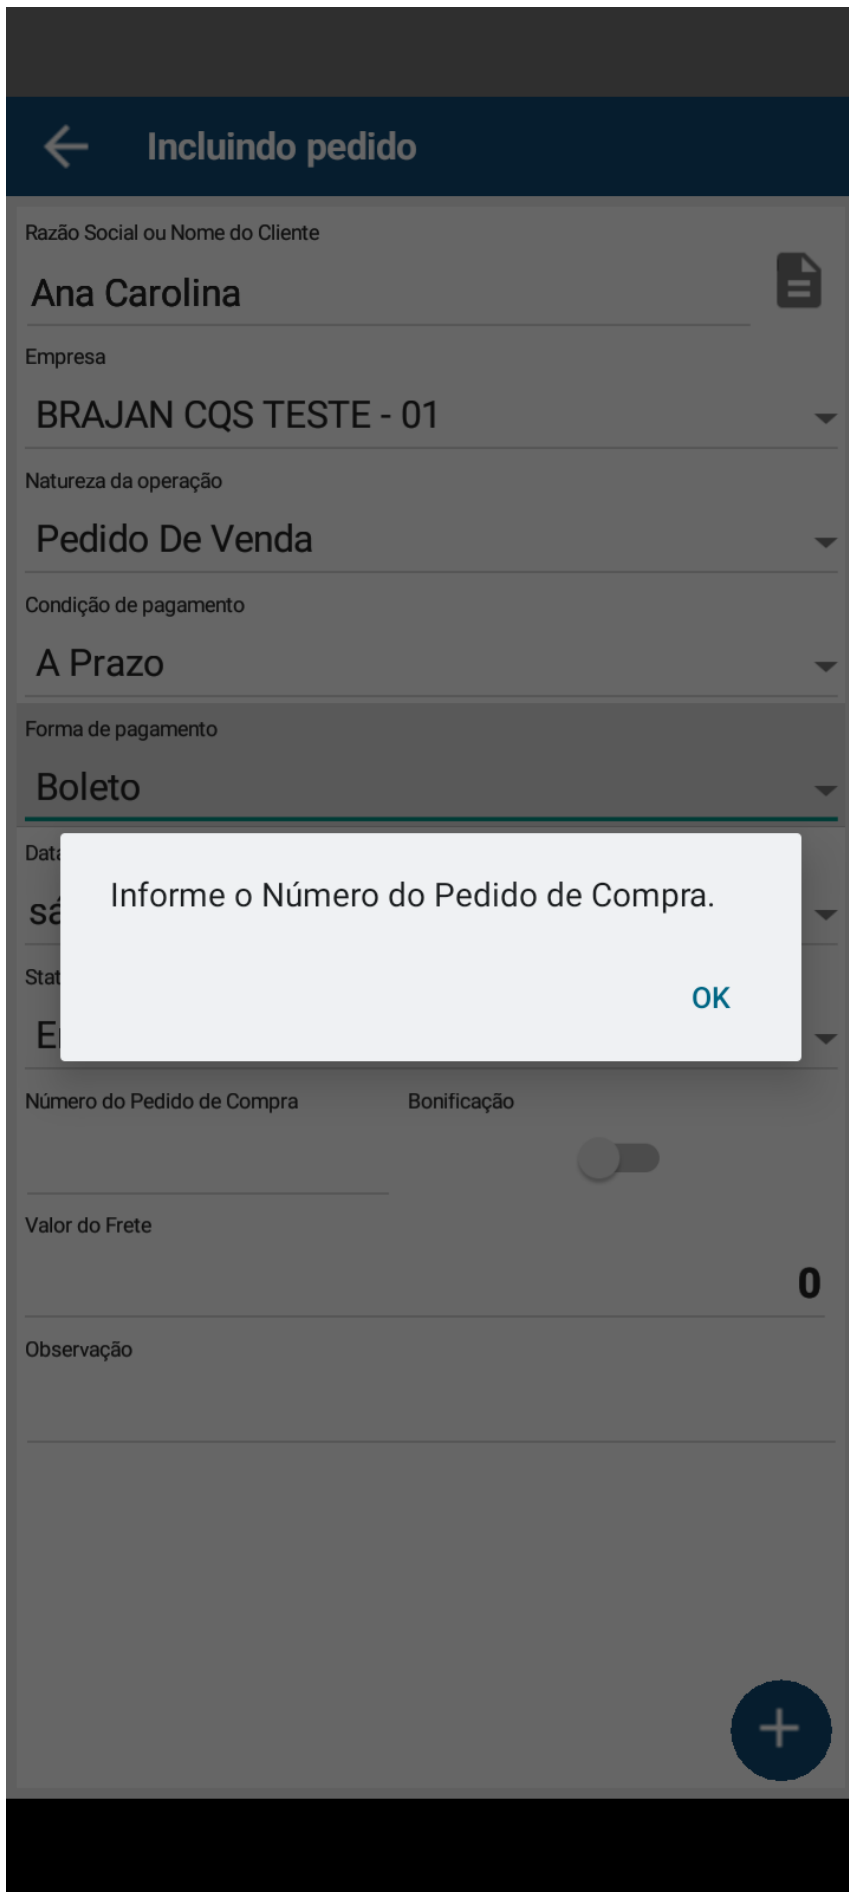 Incluindo pedido
Razão Social ou Nome do Cliente
Ana Carolina
Empresa
BRAJAN CQS TESTE - 01
Natureza da operação
Pedido De Venda
Condição de pagamento
A Prazo
Forma de pagamento
Boleto
Informe o Número do Pedido de Compra.
OK
Número do Pedido de Compra
Bonificação
Valor do Frete
0
Observação